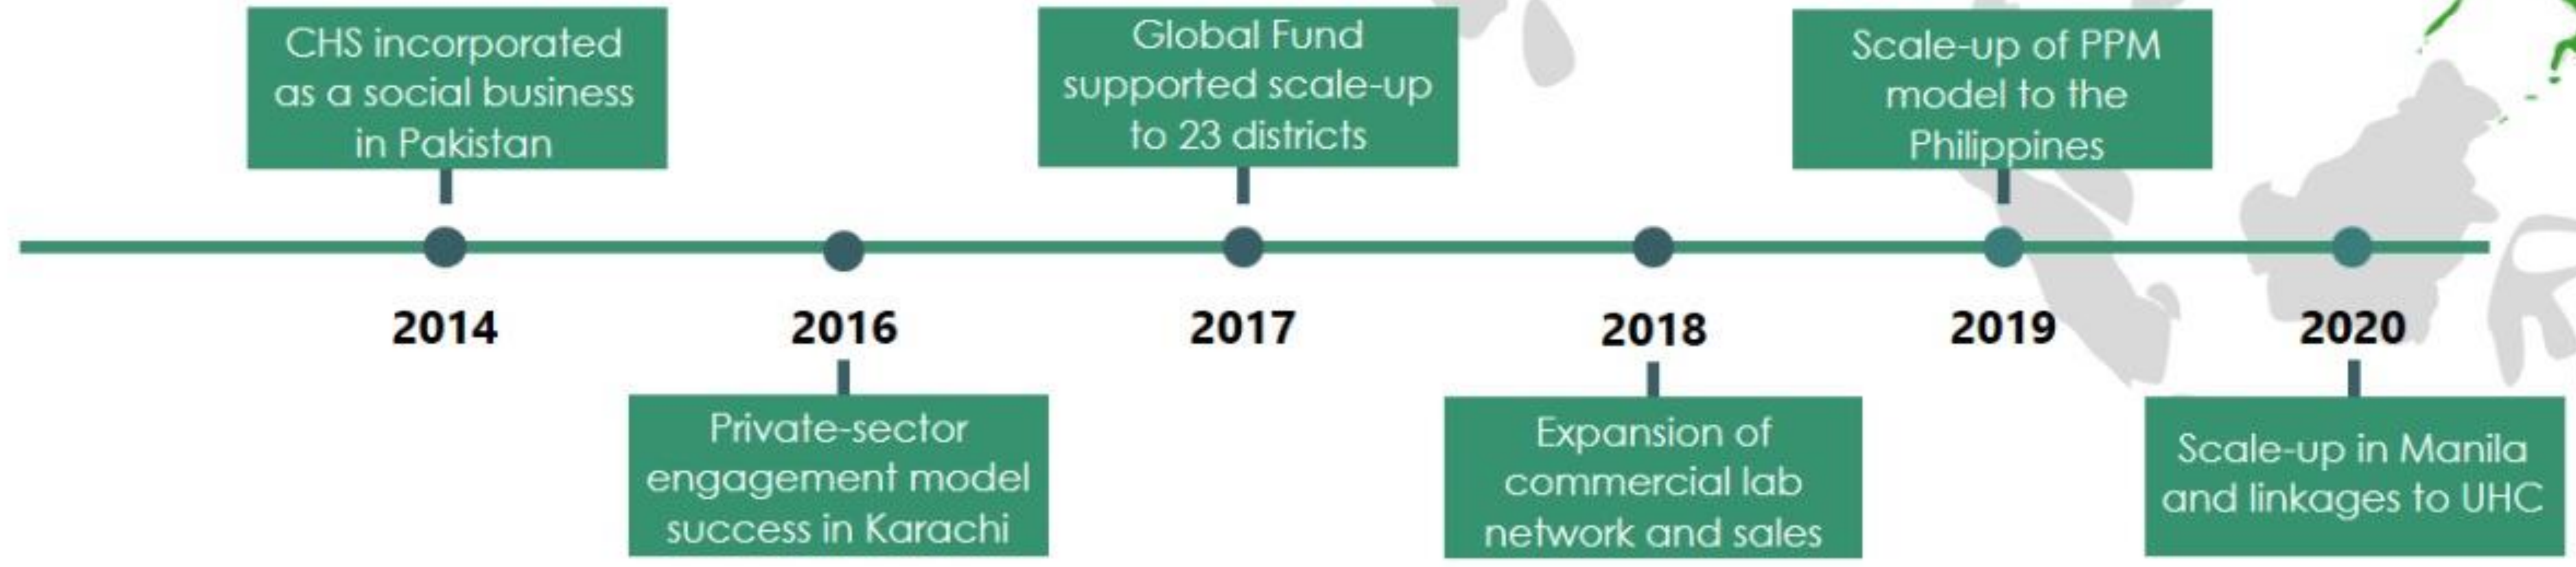 CHS incorporated
as a social business
in Pakistan
Global Fund
supported scale-up
to 23 districts
Scale-up of PPM
model to the
Philippines
2014
2016
2017
2018
2019
2020
Private-sector
engagement model
success in Karachi
Expansion of
commercial lab
network and sales
Scale-up in Manila
and linkages to UHC